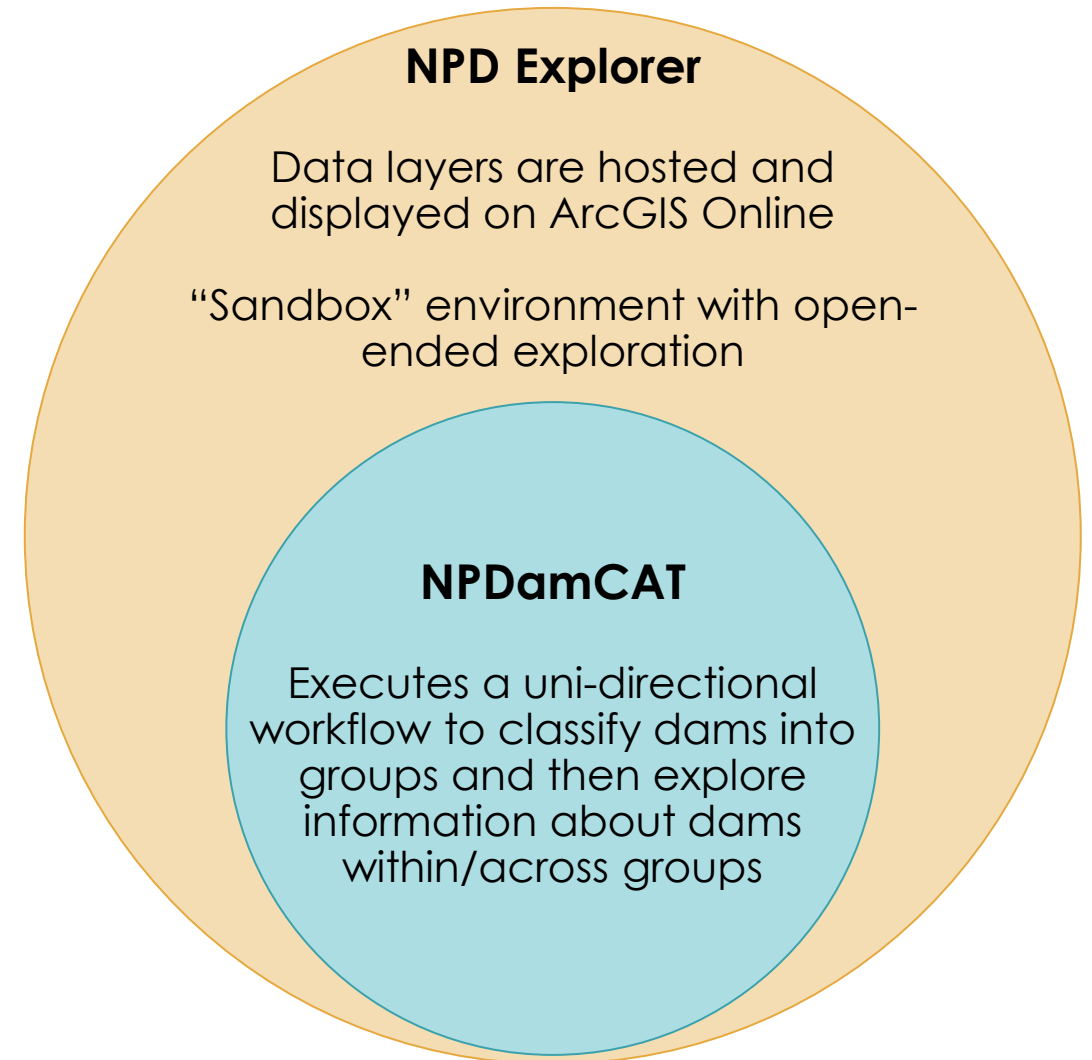 NPD Explorer
Data layers are hosted and
displayed on ArcGIS Online
“Sandbox” environment with open-
ended exploration
NPDamCAT
Executes a uni-directional
workflow to classify dams into
groups and then explore
information about dams
within/across groups